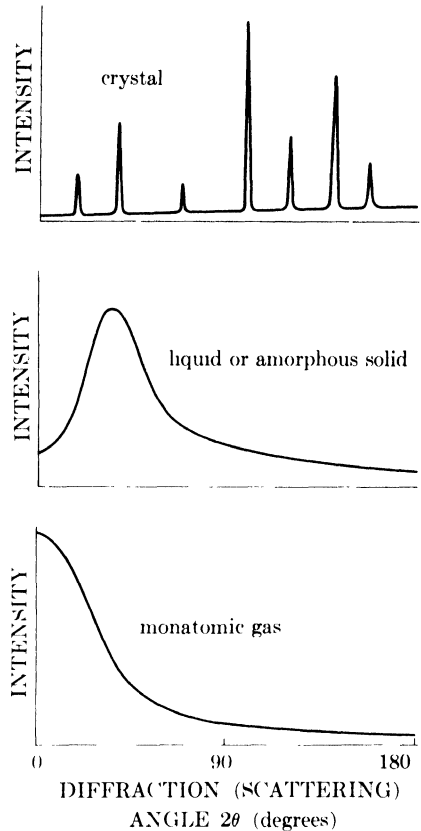 INTENSITY
crystal
INTENSITY
liquid or amorphous solid
INTENSITY
monatomic gas
0 90 180
DIFFRACTION (SCATTERING)
ANGLE 2θ (degrees)